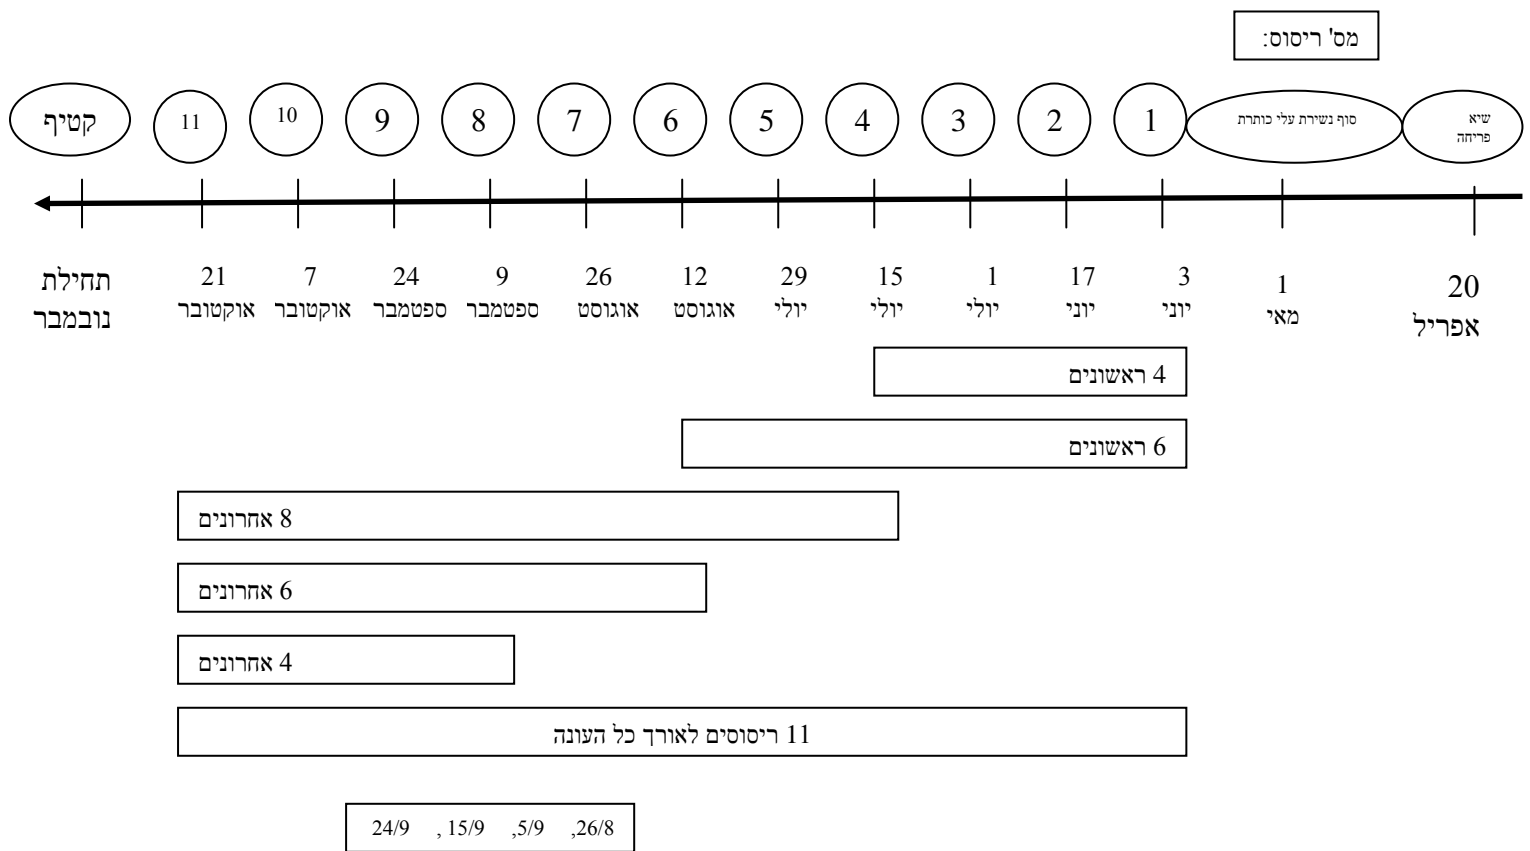 מס' ריסוס:
שיא
פריחה
סוף נשירת עלי כותרת
1
2
3
4
5
6
7
8
9
10
11
קטיף
20
אפריל
1
מאי
3
יוני
17
יוני
1
יולי
15
יולי
29
יולי
12
אוגוסט
26
אוגוסט
9
ספטמבר
24
ספטמבר
7
אוקטובר
21
אוקטובר
תחילת
נובמבר
4 ראשונים
6 ראשונים
8 אחרונים
6 אחרונים
4 אחרונים
11 ריסוסים לאורך כל העונה
26/8, 5/9, 15/9 , 24/9